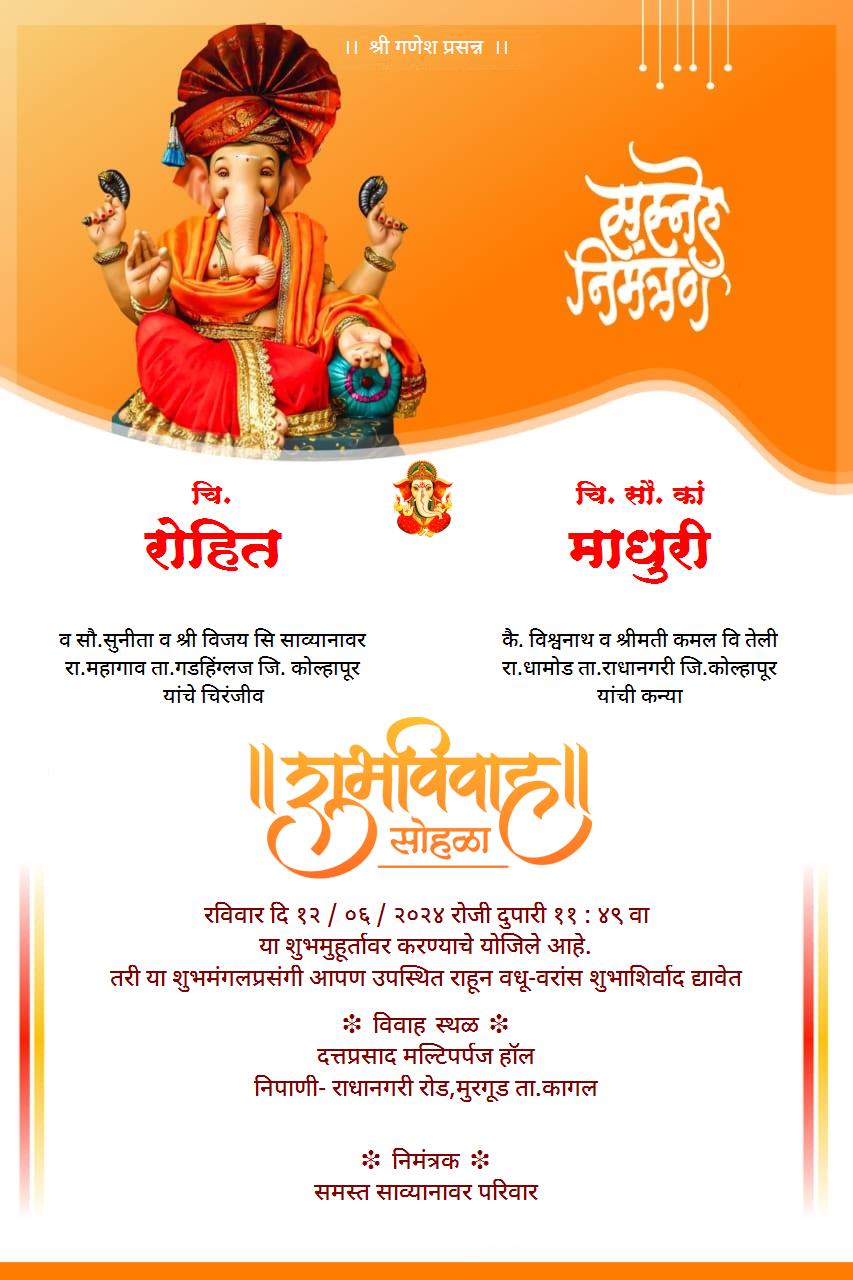 ।। श्री गणेश प्रसन्न ।।
सस्नेह
निमंत्रण
चि.
रोहित
व सौ.सुनीता व श्री विजय सि साव्यानावर
रा.महागाव ता.गडहिंग्लज जि. कोल्हापूर
यांचे चिरंजीव
चि. सौ. कां
माधुरी
कै. विश्वनाथ व श्रीमती कमल वि तेली
रा.धामोड ता.राधानगरी जि.कोल्हापूर
यांची कन्या
॥ शुभविवाह ॥
सोहळा
रविवार दि १२ / ०६ / २०२४ रोजी दुपारी ११ : ४९ वा
या शुभमुहूर्तावर करण्याचे योजिले आहे.
तरी या शुभमंगलप्रसंगी आपण उपस्थित राहून वधू-वरांस शुभाशिर्वाद द्यावेत
❇ विवाह स्थळ ❇
दत्तप्रसाद मल्टिपर्पज हॉल
निपाणी- राधानगरी रोड,मुरगूड ता.कागल
❇ निमंत्रक ❇
समस्त साव्यानावर परिवार